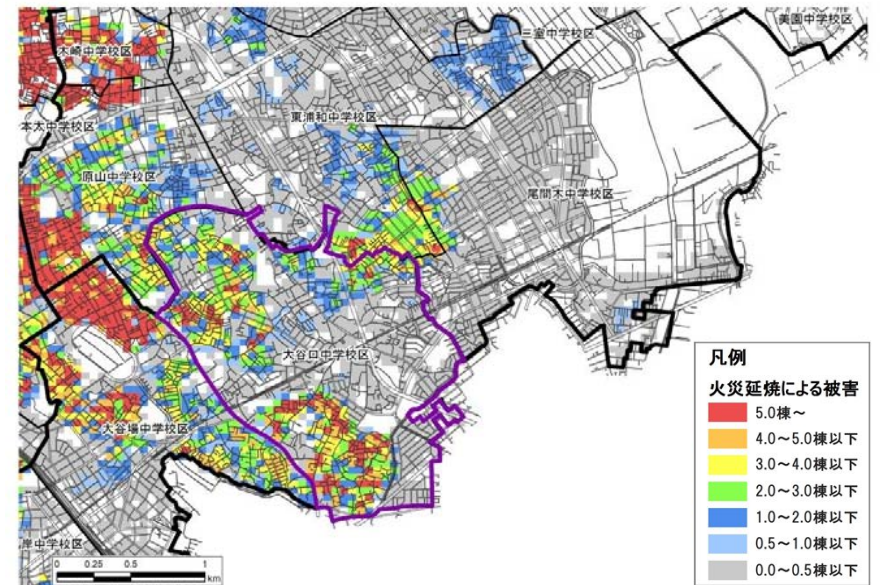 美園中学校区
三室中学校区
木崎中学校区
東浦和中学校区
本太中学校区
原山中学校区
尾間木中学校区
大谷口中学校区
大谷場中学校区
岸中学校区
0 0.25 0.5 1
km
凡例
火災延焼による被害
5.0棟~
4.0~5.0棟以下
3.0~4.0棟以下
2.0~3.0棟以下
1.0~2.0棟以下
0.5~1.0棟以下
0.0~0.5棟以下